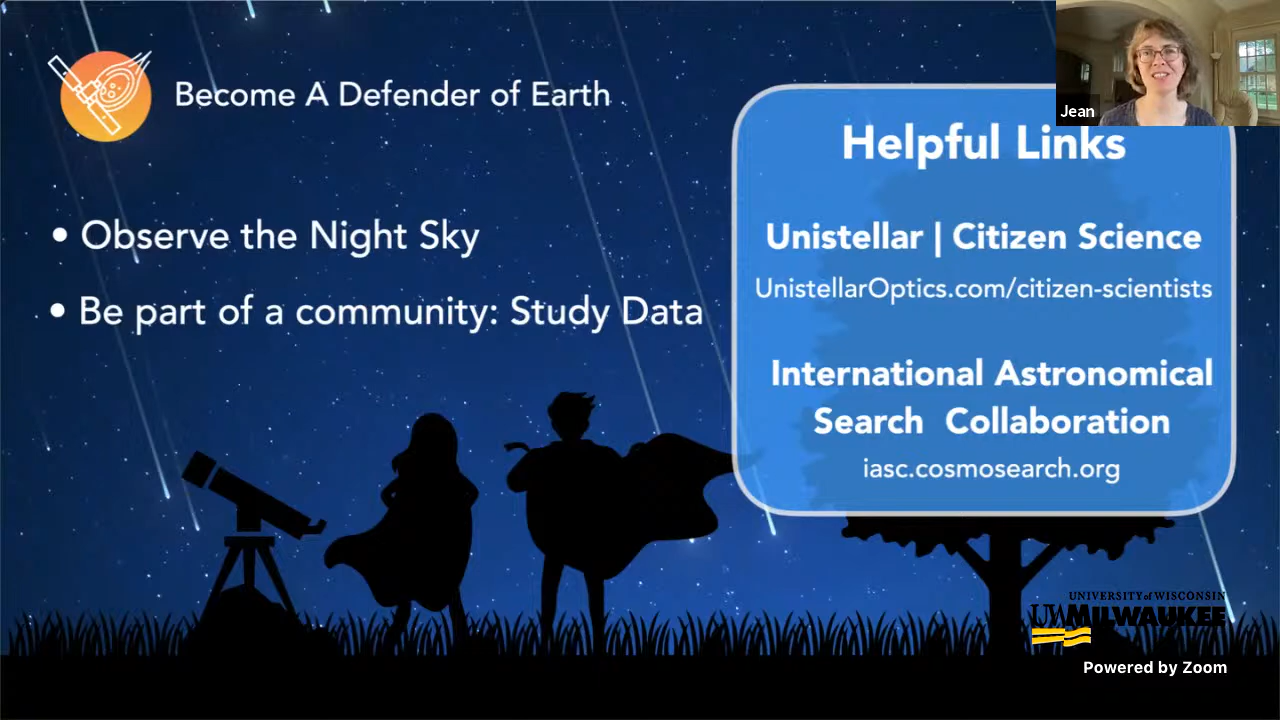 Become A Defender of Earth
• Observe the Night Sky
• Be part of a community: Study Data
Jean
Helpful Links
Unistellar | Citizen Science
UnistellarOptics.com/citizen-scientists
International Astronomical
Search Collaboration
iasc.cosmosearch.org
UNIVERSITY of WISCONSIN
UWMILWAUKEE
Powered by Zoom